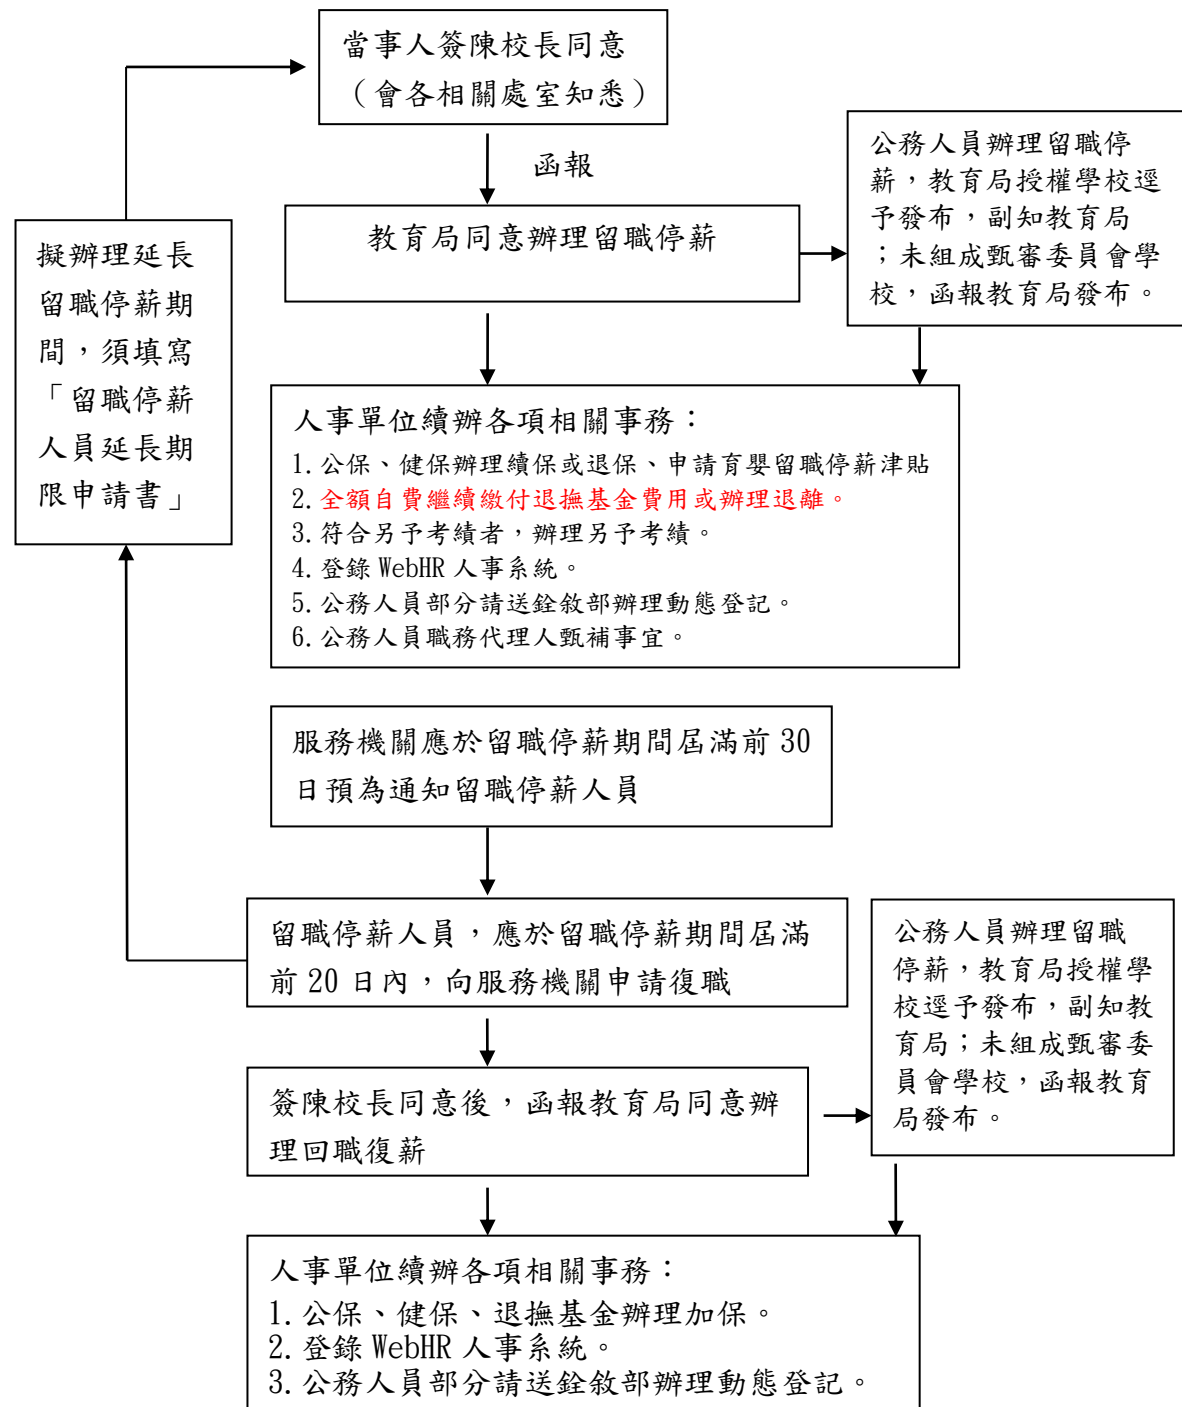 當事人簽陳校長同意
（會各相關處室知悉）
函報
教育局同意辦理留職停薪
公務人員辦理留職停
薪，教育局授權學校逕
予發布，副知教育局
；未組成甄審委員會學
校，函報教育局發布。
擬辦理延長
留職停薪期
間，須填寫
「留職停薪
人員延長期
限申請書」
人事單位續辦各項相關事務：
1.公保、健保辦理續保或退保、申請育嬰留職停薪津貼
2.全額自費繼續繳付退撫基金費用或辦理退離。
3.符合另予考績者，辦理另予考績。
4.登錄 WebHR 人事系統。
5.公務人員部分請送銓敘部辦理動態登記。
6.公務人員職務代理人甄補事宜。
服務機關應於留職停薪期間屆滿前 30
日預為通知留職停薪人員
留職停薪人員，應於留職停薪期間屆滿
前 20 日內，向服務機關申請復職
公務人員辦理留職
停薪，教育局授權學
校逕予發布，副知教
育局；未組成甄審委
員會學校，函報教育
局發布。
簽陳校長同意後，函報教育局同意辦
理回職復薪
人事單位續辦各項相關事務：
1.公保、健保、退撫基金辦理加保。
2.登錄 WebHR 人事系統。
3.公務人員部分請送銓敘部辦理動態登記。